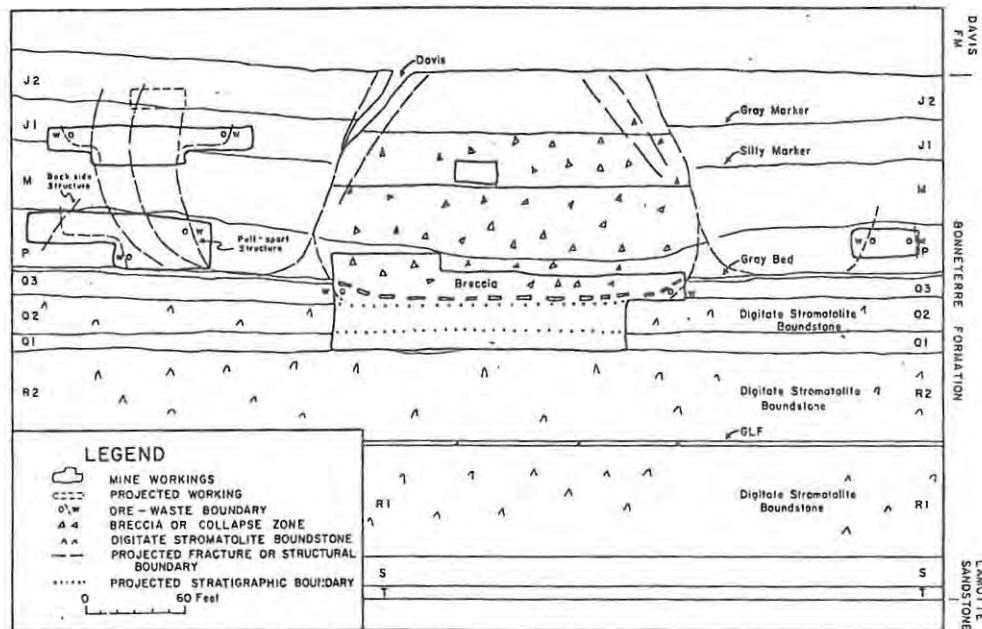 DAVIS FM
Davis
J2
J2
Gray Marker
J1
J1
W O
O W
Silly Marker
M
M
Back side
Structure
O W
Pull-apart
Structure
W O
O W
P
P
W O
Gray Bed
Breccia
O3
O3
W O
O W
O2
Digitate Stromatolite
Boundstone
O2
O1
O1
BONNETERRE FORMATION
R2
Digitate Stromatolite
Boundstone
R2
GLF
LEGEND
MINE WORKINGS
PROJECTED WORKING
O W ORE - WASTE BOUNDARY
BRECCIA OR COLLAPSE ZONE
DIGITATE STROMATOLITE BOUNDSTONE
PROJECTED FRACTURE OR STRUCTURAL
BOUNDARY
PROJECTED STRATIGRAPHIC BOUNDARY
0 60 Feet
R1
Digitate Stromatolite
Boundstone
R1
S
S
T
T
LAMOTTE
SANDSTONE